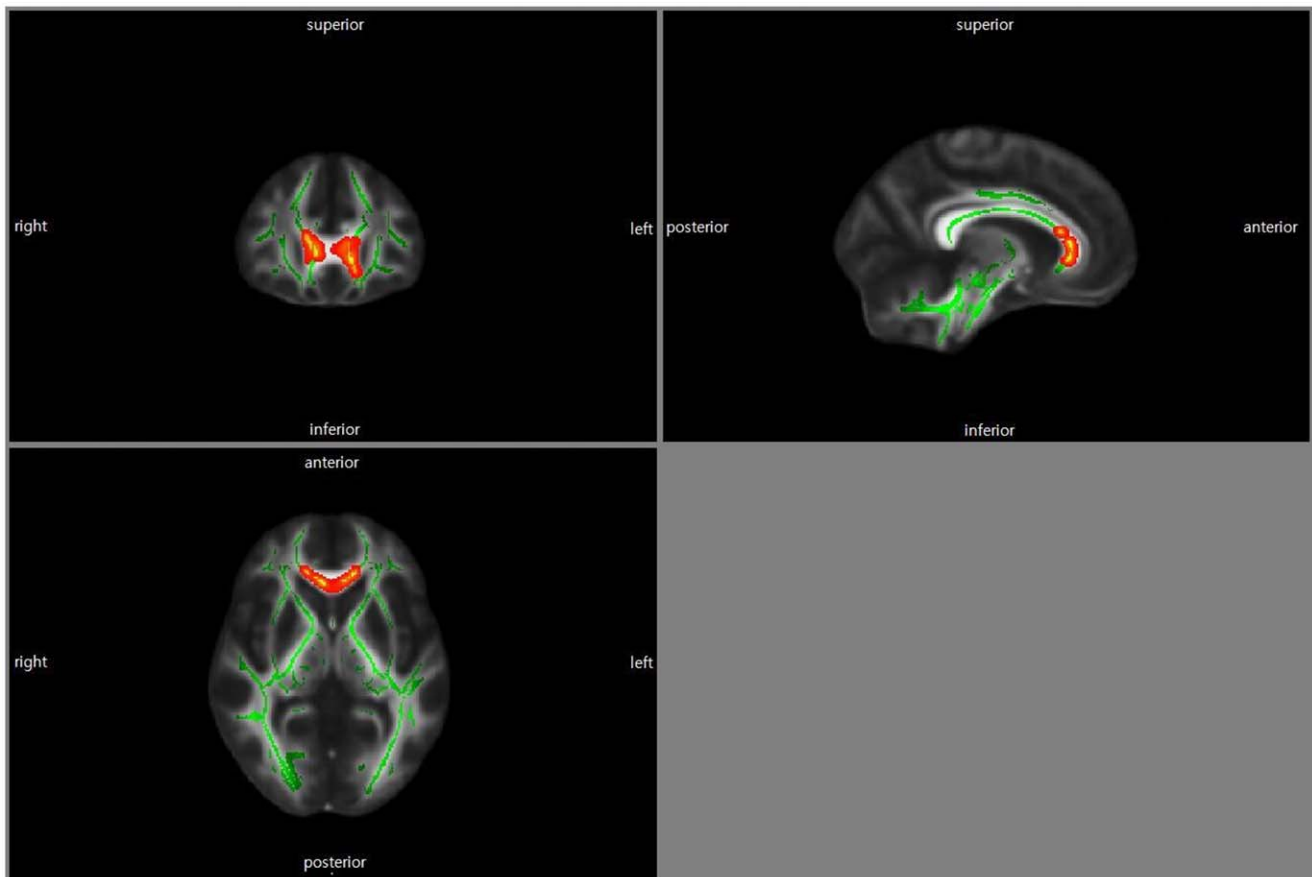 superior
superior
right
left
posterior
anterior
inferior
inferior
anterior
right
left
posterior